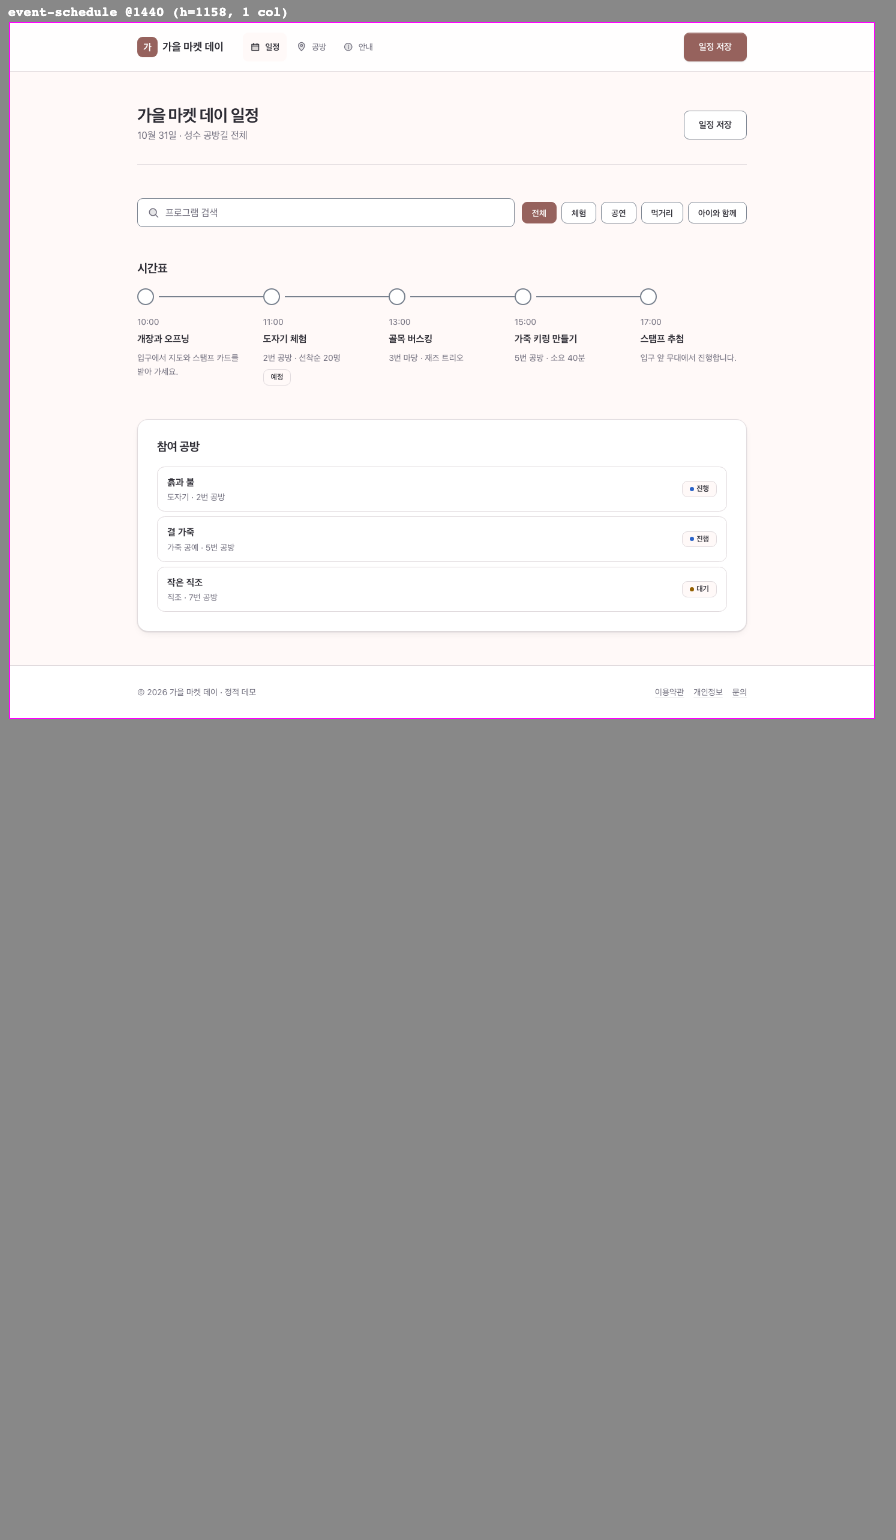 event-schedule @1440 (h=1158, 1 col)
가 가을 마켓 데이 일정 공방 안내 일정 저장
가을 마켓 데이 일정
10월 31일 · 성수 공방길 전체
일정 저장
프로그램 검색 전체 체험 공연 먹거리 아이와 함께
시간표
10:00
개장과 오프닝
입구에서 지도와 스탬프 카드를
받아 가세요.
11:00
도자기 체험
2번 공방 · 선착순 20명
예정
13:00
골목 버스킹
3번 마당 · 재즈 트리오
15:00
가죽 키링 만들기
5번 공방 · 소요 40분
17:00
스탬프 추첨
입구 앞 무대에서 진행합니다.
참여 공방
흙과 불
도자기 · 2번 공방
진행
결 가죽
가죽 공예 · 5번 공방
진행
작은 직조
직조 · 7번 공방
대기
© 2026 가을 마켓 데이 · 정적 데모 이용약관 개인정보 문의